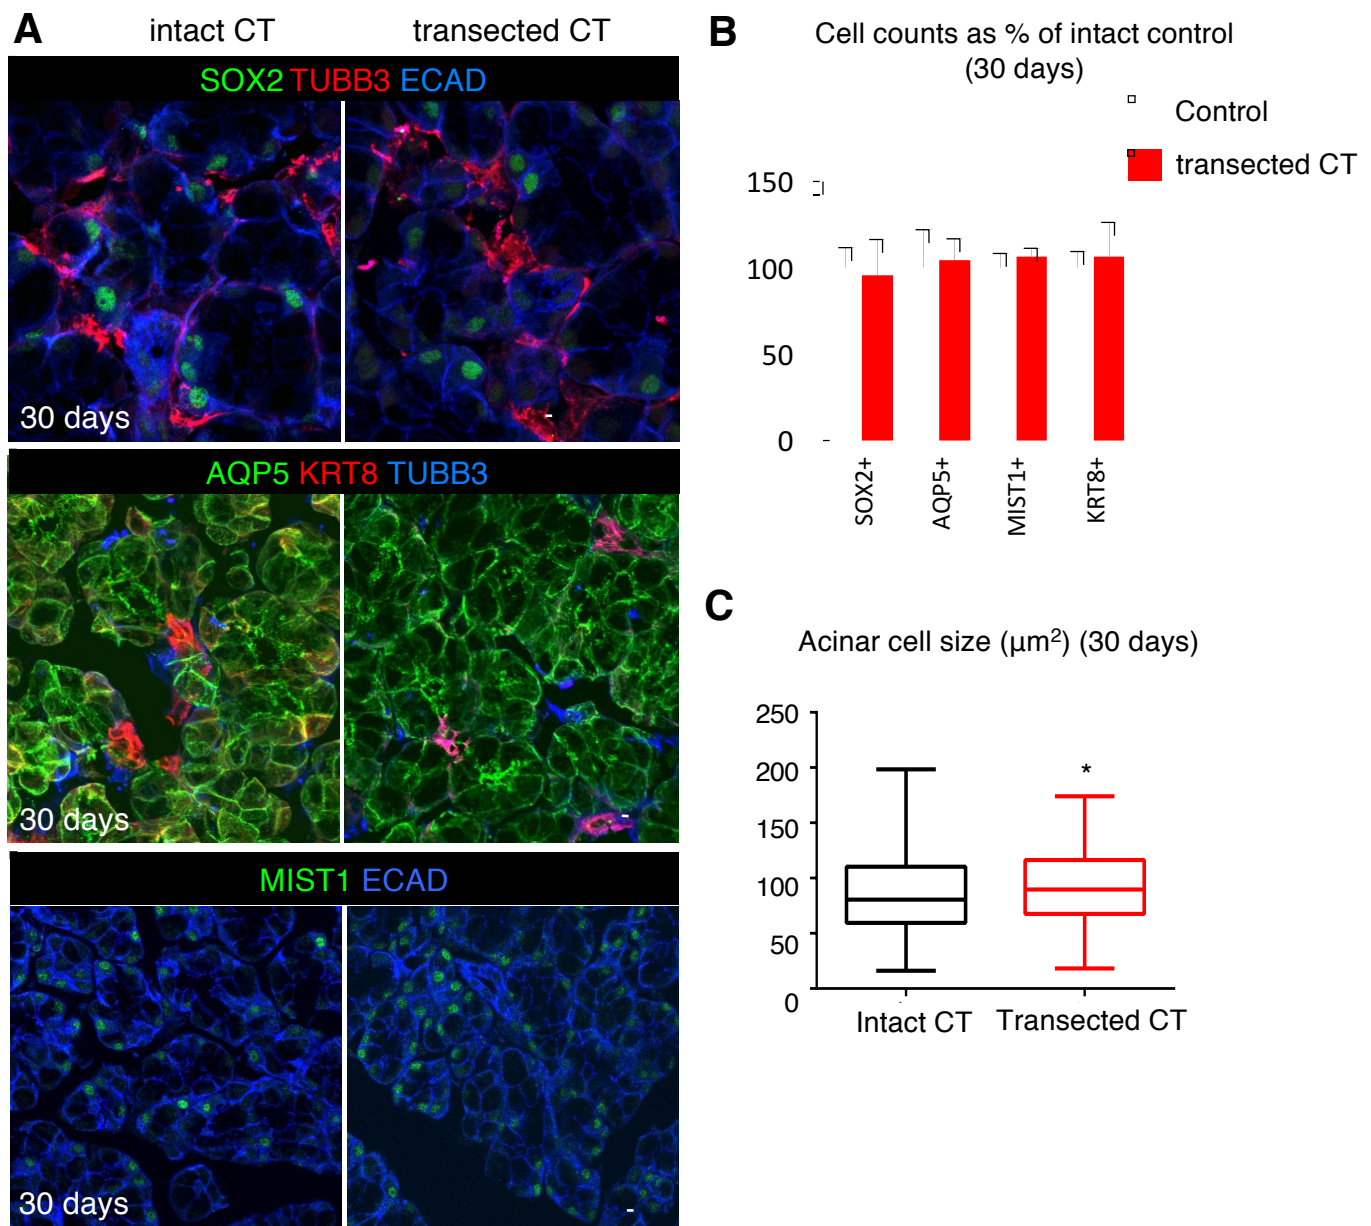 A
intact CT
transected CT
SOX2 TUBB3 ECAD
30 days
AQP5 KRT8 TUBB3
30 days
MIST1 ECAD
30 days
B
Cell counts as % of intact control
(30 days)
Control
transected CT
150
100
50
0
SOX2+
AQP5+
MIST1+
KRT8+
C
Acinar cell size (µm²) (30 days)
250
200
150
100
50
0
*
Intact CT
Transected CT